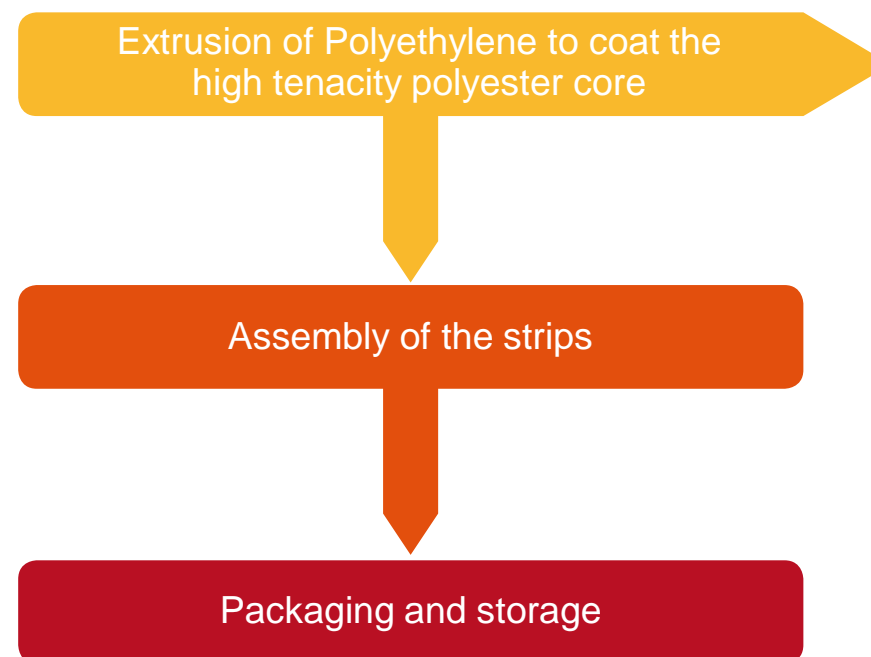 Extrusion of Polyethylene to coat the
high tenacity polyester core
Assembly of the strips
Packaging and storage